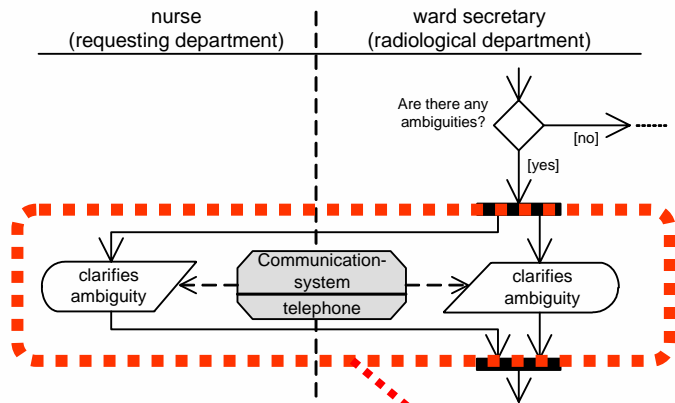 nurse
(requesting department)
ward secretary
(radiological department)
Are there any
ambiguities?
[no]
[yes]
clarifies
ambiguity
Communication-
system
telephone
clarifies
ambiguity